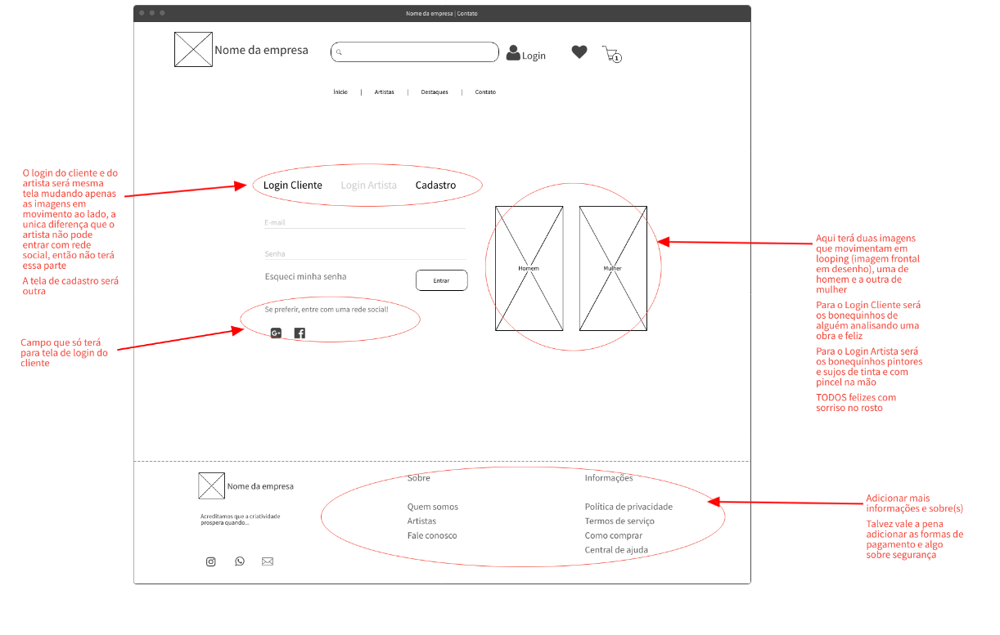 Nome da empresa | Contato
Nome da empresa
Login
1
Ínicio | Artistas | Destaques | Contato
O login do cliente e do
artista será mesma
tela mudando apenas
as imagens em
movimento ao lado, a
unica diferença que o
artista não pode
entrar com rede
social, então não terá
essa parte
A tela de cadastro será
outra
Campo que só terá
para tela de login do
cliente
Login Cliente Login Artista Cadastro
E-mail
Senha
Esqueci minha senha
Entrar
Se preferir, entre com uma rede social!
G+ f
Homem
Mulher
Aqui terá duas imagens
que movimentam em
looping (imagem frontal
em desenho), uma de
homem e a outra de
mulher
Para o Login Cliente será
os bonequinhos de
alguém analisando uma
obra e feliz
Para o Login Artista será
os bonequinhos pintores
e sujos de tinta e com
pincel na mão
TODOS felizes com
sorriso no rosto
Nome da empresa
Acreditamos que a criatividade
prospera quando...
Sobre
Quem somos
Artistas
Fale conosco
Informações
Política de privacidade
Termos de serviço
Como comprar
Central de ajuda
Adicionar mais
informações e sobre(s)
Talvez vale a pena
adicionar as formas de
pagamento e algo
sobre segurança